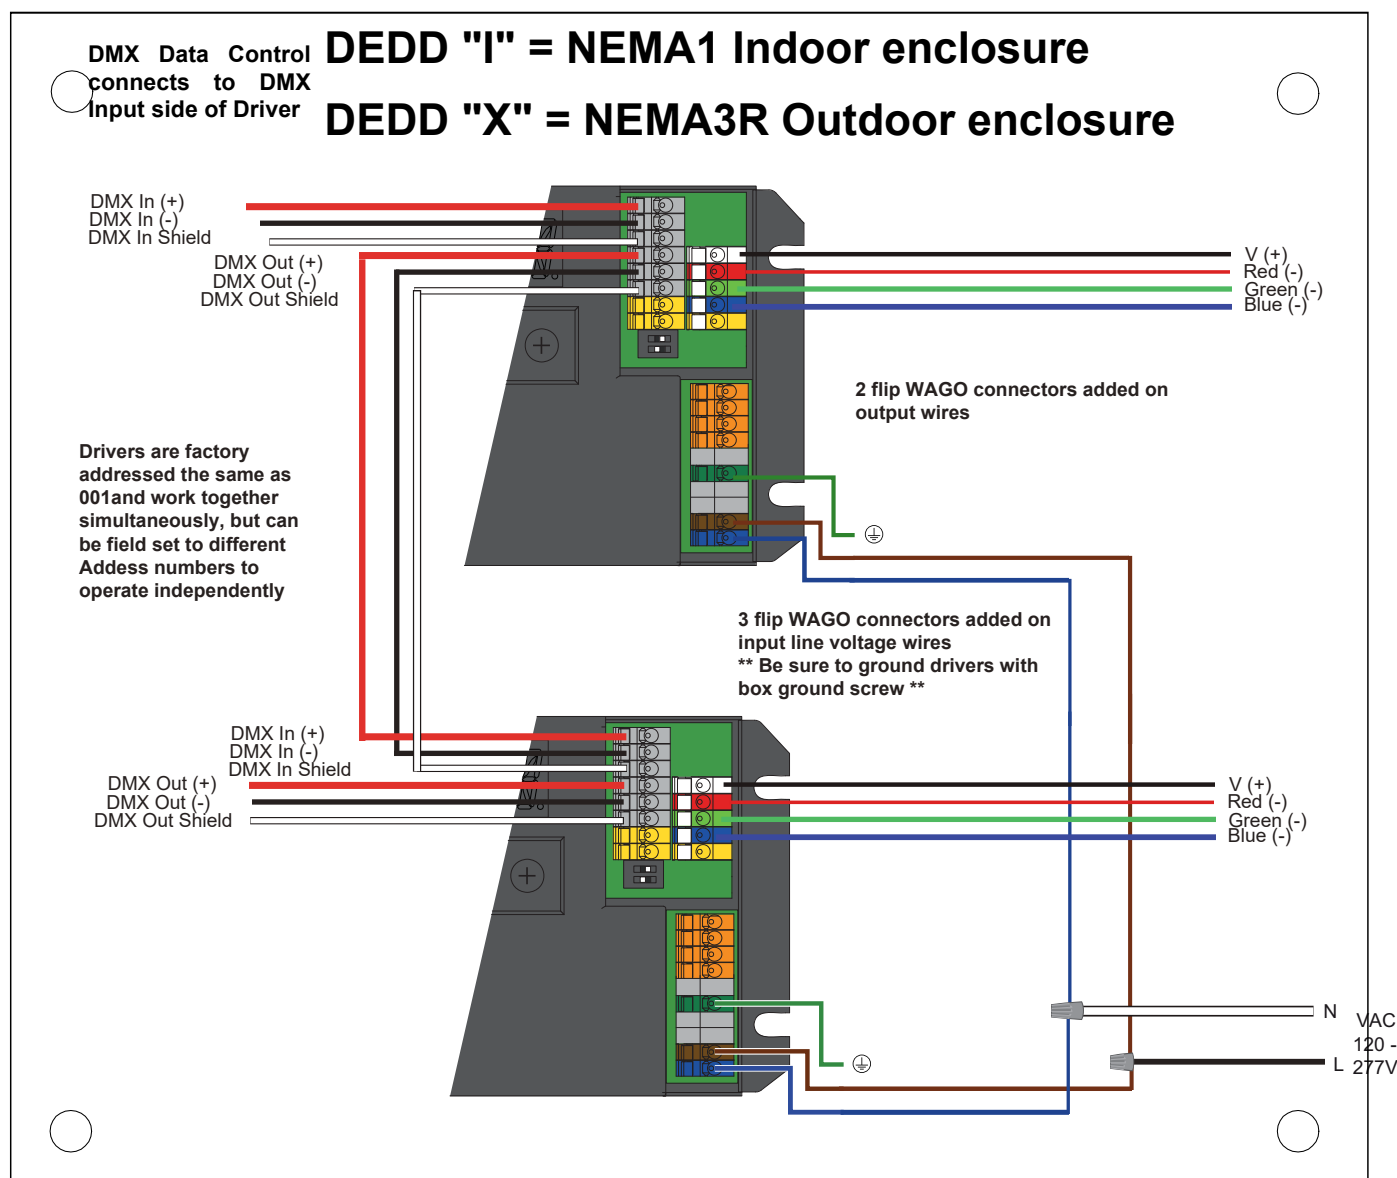 DMX Data Control
connects to DMX
Input side of Driver
DEDD "I" = NEMA1 Indoor enclosure
DEDD "X" = NEMA3R Outdoor enclosure
DMX In (+)
DMX In (-)
DMX In Shield
DMX Out (+)
DMX Out (-)
DMX Out Shield
V (+)
Red (-)
Green (-)
Blue (-)
2 flip WAGO connectors added on
output wires
Drivers are factory
addressed the same as
001and work together
simultaneously, but can
be field set to different
Addess numbers to
operate independently
3 flip WAGO connectors added on
input line voltage wires
** Be sure to ground drivers with
box ground screw **
DMX In (+)
DMX In (-)
DMX In Shield
DMX Out (+)
DMX Out (-)
DMX Out Shield
V (+)
Red (-)
Green (-)
Blue (-)
N
L
VAC
120 -
277V